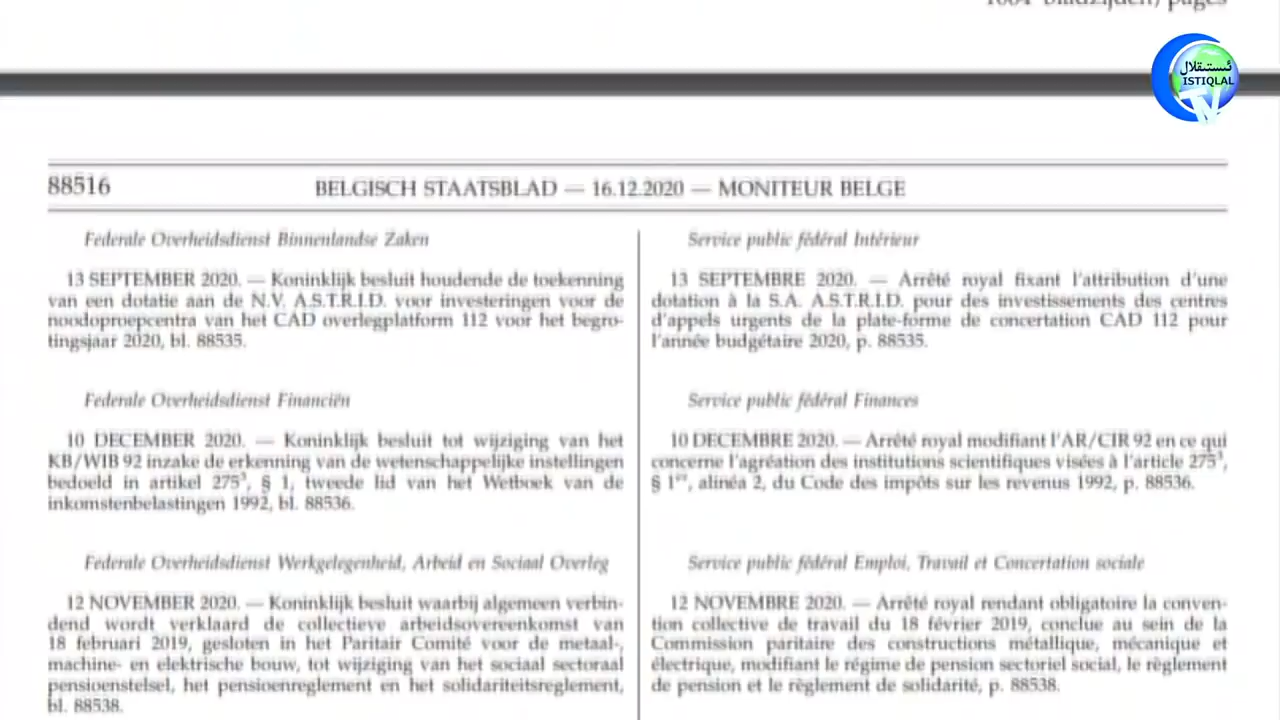 ئىستىقلال
ISTIQLAL
TV
88516
BELGISCH STAATSBLAD — 16.12.2020 — MONITEUR BELGE
Federale Overheidsdienst Binnenlandse Zaken
13 SEPTEMBER 2020. — Koninklijk besluit houdende de toekenning
van een dotatie aan de N.V. A.S.T.R.I.D. voor investeringen voor de
noodoproepcentra van het CAD overlegplatform 112 voor het begro-
tingsjaar 2020, bl. 88535.
Federale Overheidsdienst Financiën
10 DECEMBER 2020. — Koninklijk besluit tot wijziging van het
KB/WIB 92 inzake de erkenning van de wetenschappelijke instellingen
bedoeld in artikel 275³, § 1, tweede lid van het Wetboek van de
inkomstenbelastingen 1992, bl. 88536.
Federale Overheidsdienst Werkgelegenheid, Arbeid en Sociaal Overleg
12 NOVEMBER 2020. — Koninklijk besluit waarbij algemeen verbin-
dend wordt verklaard de collectieve arbeidsovereenkomst van
18 februari 2019, gesloten in het Paritair Comité voor de metaal-,
machine- en elektrische bouw, tot wijziging van het sociaal sectoraal
pensioenstelsel, het pensioenreglement en het solidariteitsreglement,
bl. 88538.
Service public fédéral Intérieur
13 SEPTEMBRE 2020. — Arrêté royal fixant l'attribution d'une
dotation à la S.A. A.S.T.R.I.D. pour des investissements des centres
d'appels urgents de la plate-forme de concertation CAD 112 pour
l'année budgétaire 2020, p. 88535.
Service public fédéral Finances
10 DECEMBRE 2020. — Arrêté royal modifiant l'AR/CIR 92 en ce qui
concerne l'agréation des institutions scientifiques visées à l'article 275³,
§ 1er, alinéa 2, du Code des impôts sur les revenus 1992, p. 88536.
Service public fédéral Emploi, Travail et Concertation sociale
12 NOVEMBRE 2020. — Arrêté royal rendant obligatoire la conven-
tion collective de travail du 18 février 2019, conclue au sein de la
Commission paritaire des constructions métallique, mécanique et
électrique, modifiant le régime de pension sectoriel social, le règlement
de pension et le règlement de solidarité, p. 88538.